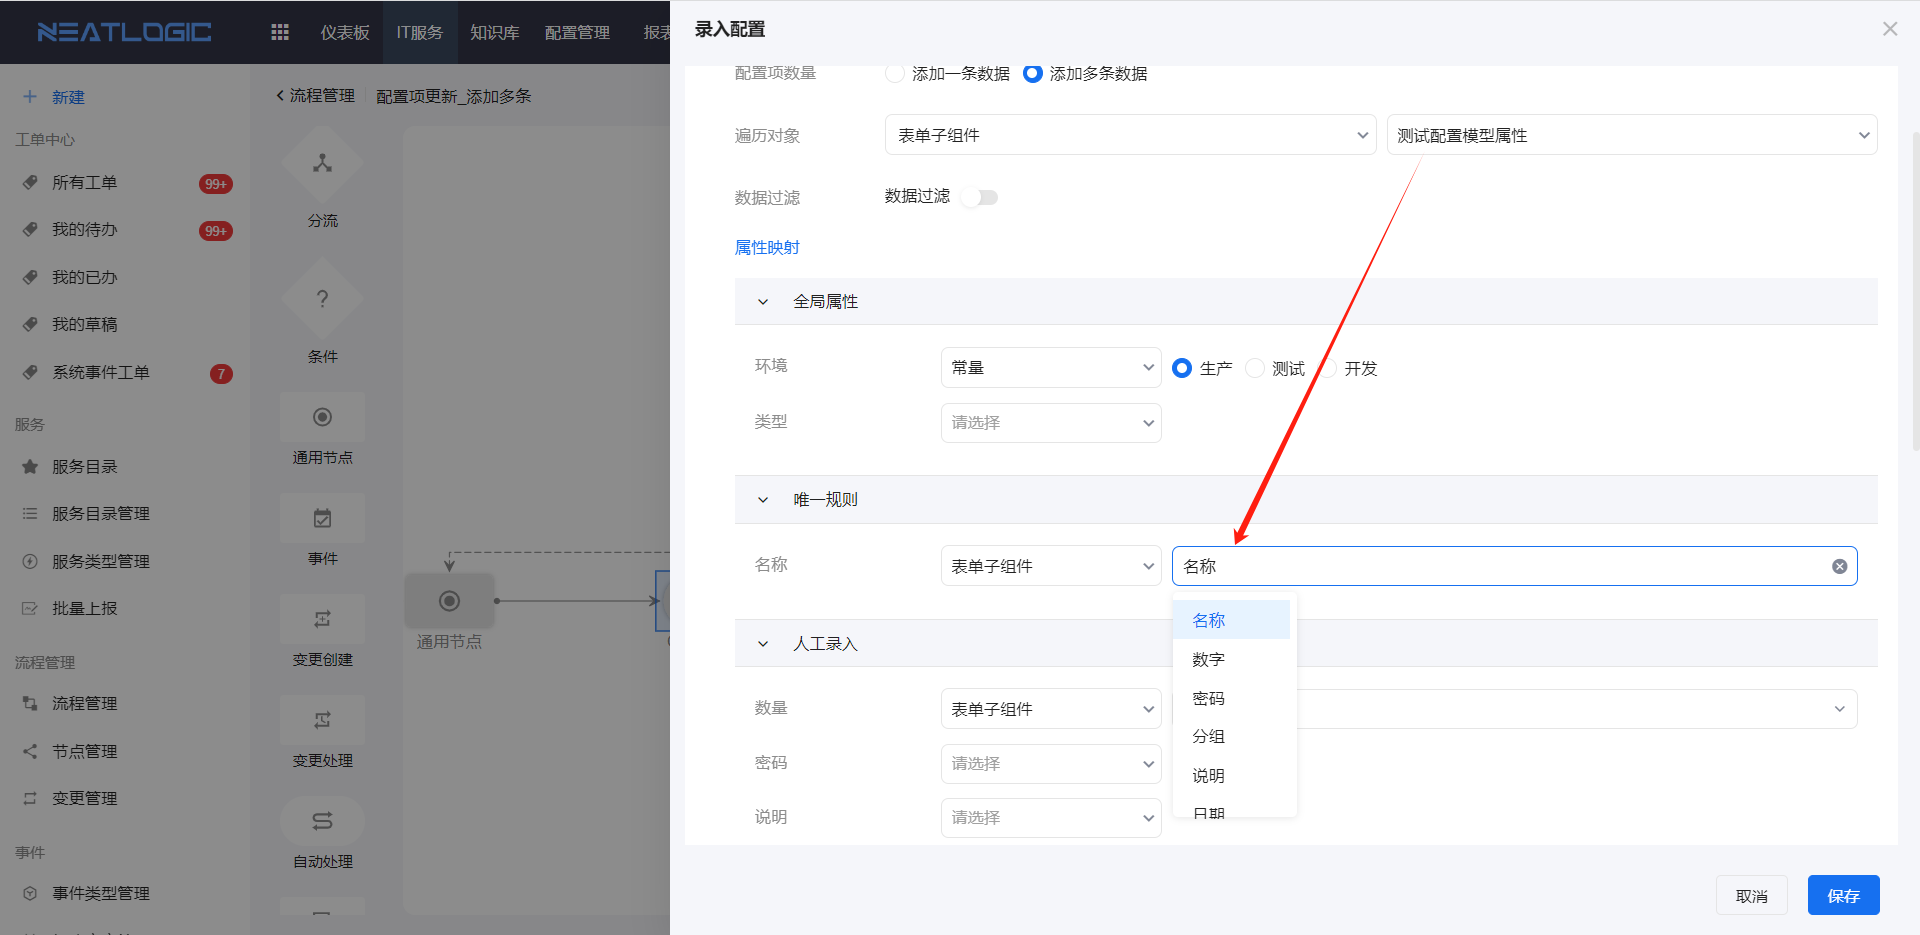 NEATLOGIC
仪表板
IT服务
知识库
配置管理
报表
新建
工单中心
所有工单
99+
我的待办
99+
我的已办
我的草稿
系统事件工单
7
服务
服务目录
服务目录管理
服务类型管理
批量上报
流程管理
流程管理
节点管理
变更管理
事件
事件类型管理
流程管理
配置项更新_添加多条
分流
条件
通用节点
事件
变更创建
变更处理
自动处理
通用节点
录入配置
配置项数量
添加一条数据
添加多条数据
遍历对象
表单子组件
测试配置模型属性
数据过滤
数据过滤
属性映射
全局属性
环境
常量
生产
测试
开发
类型
请选择
唯一规则
名称
表单子组件
名称
名称
数字
密码
分组
说明
日期
人工录入
数量
表单子组件
密码
请选择
说明
请选择
取消
保存